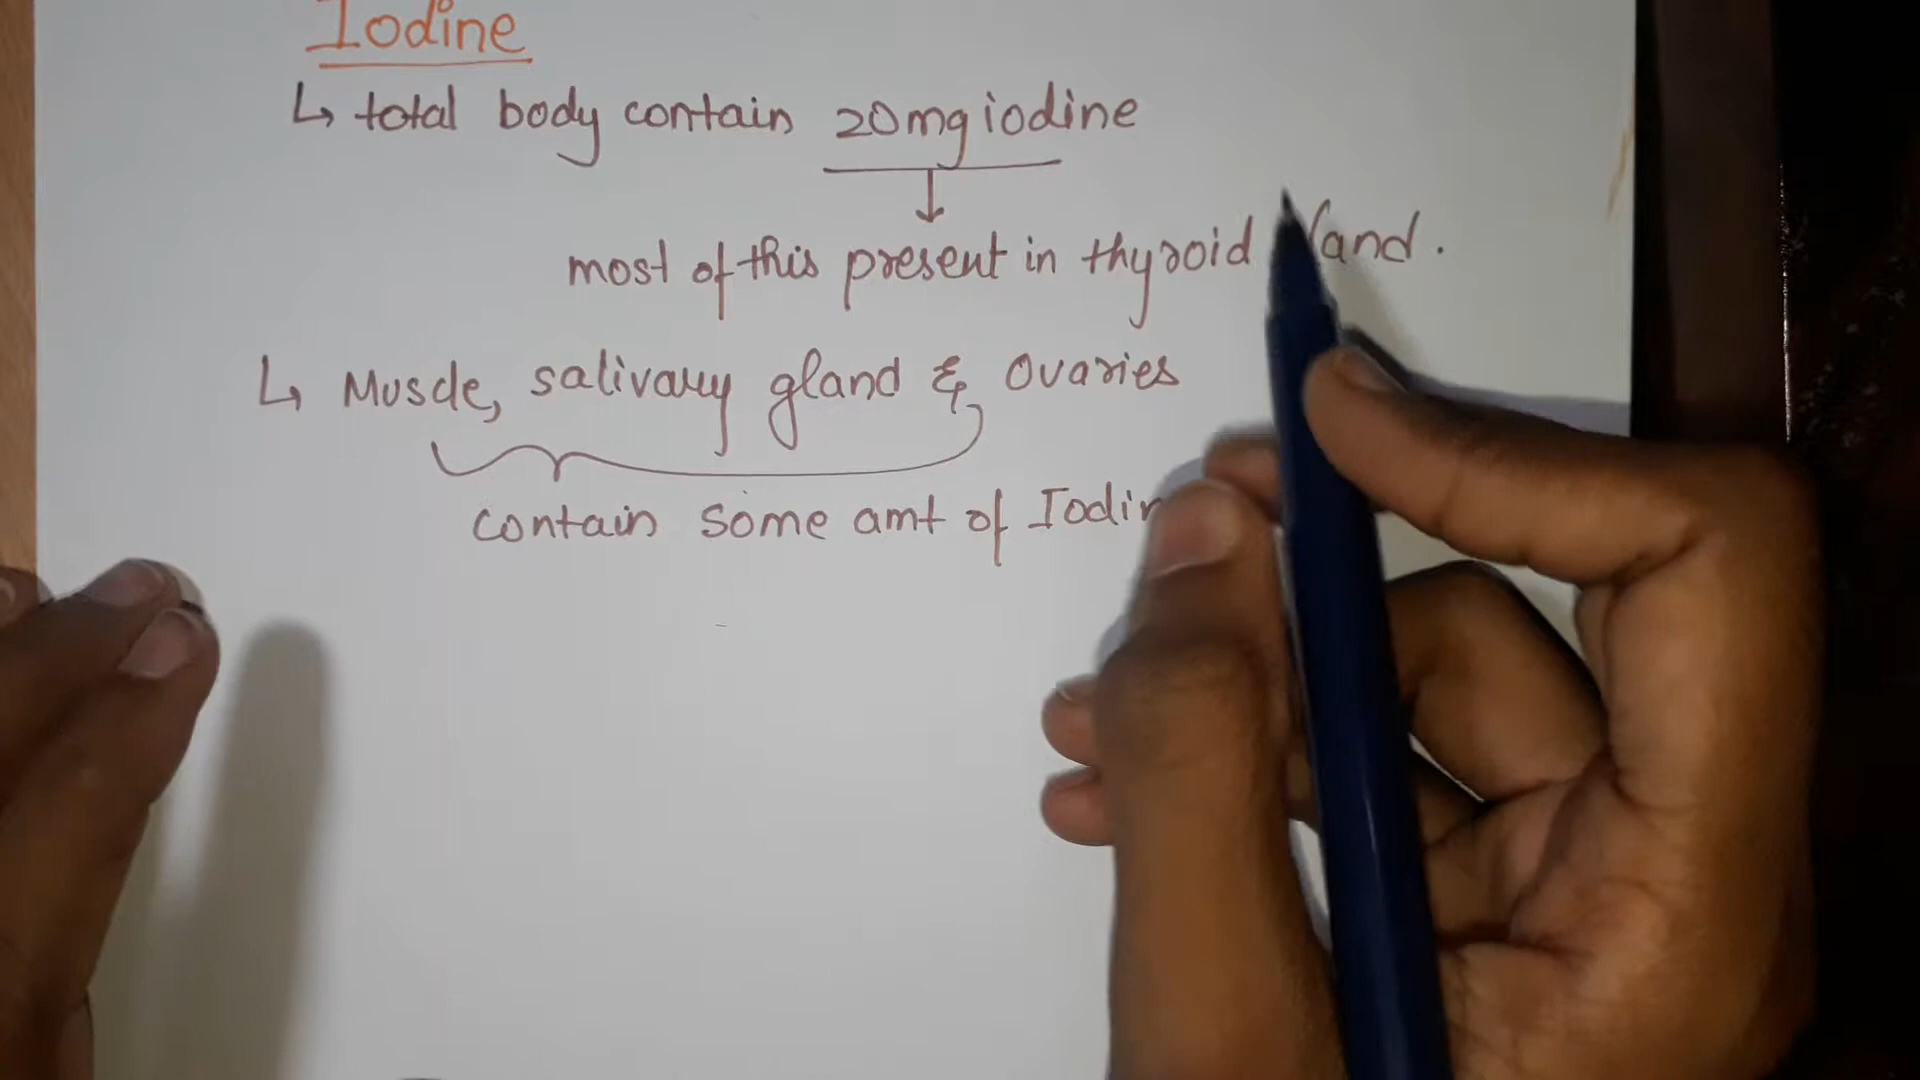 Iodine
↳ total body contain 20mg iodine
↓
most of this present in thyroid
↳ Muscle, salivary gland & Ovaries
contain some amt of